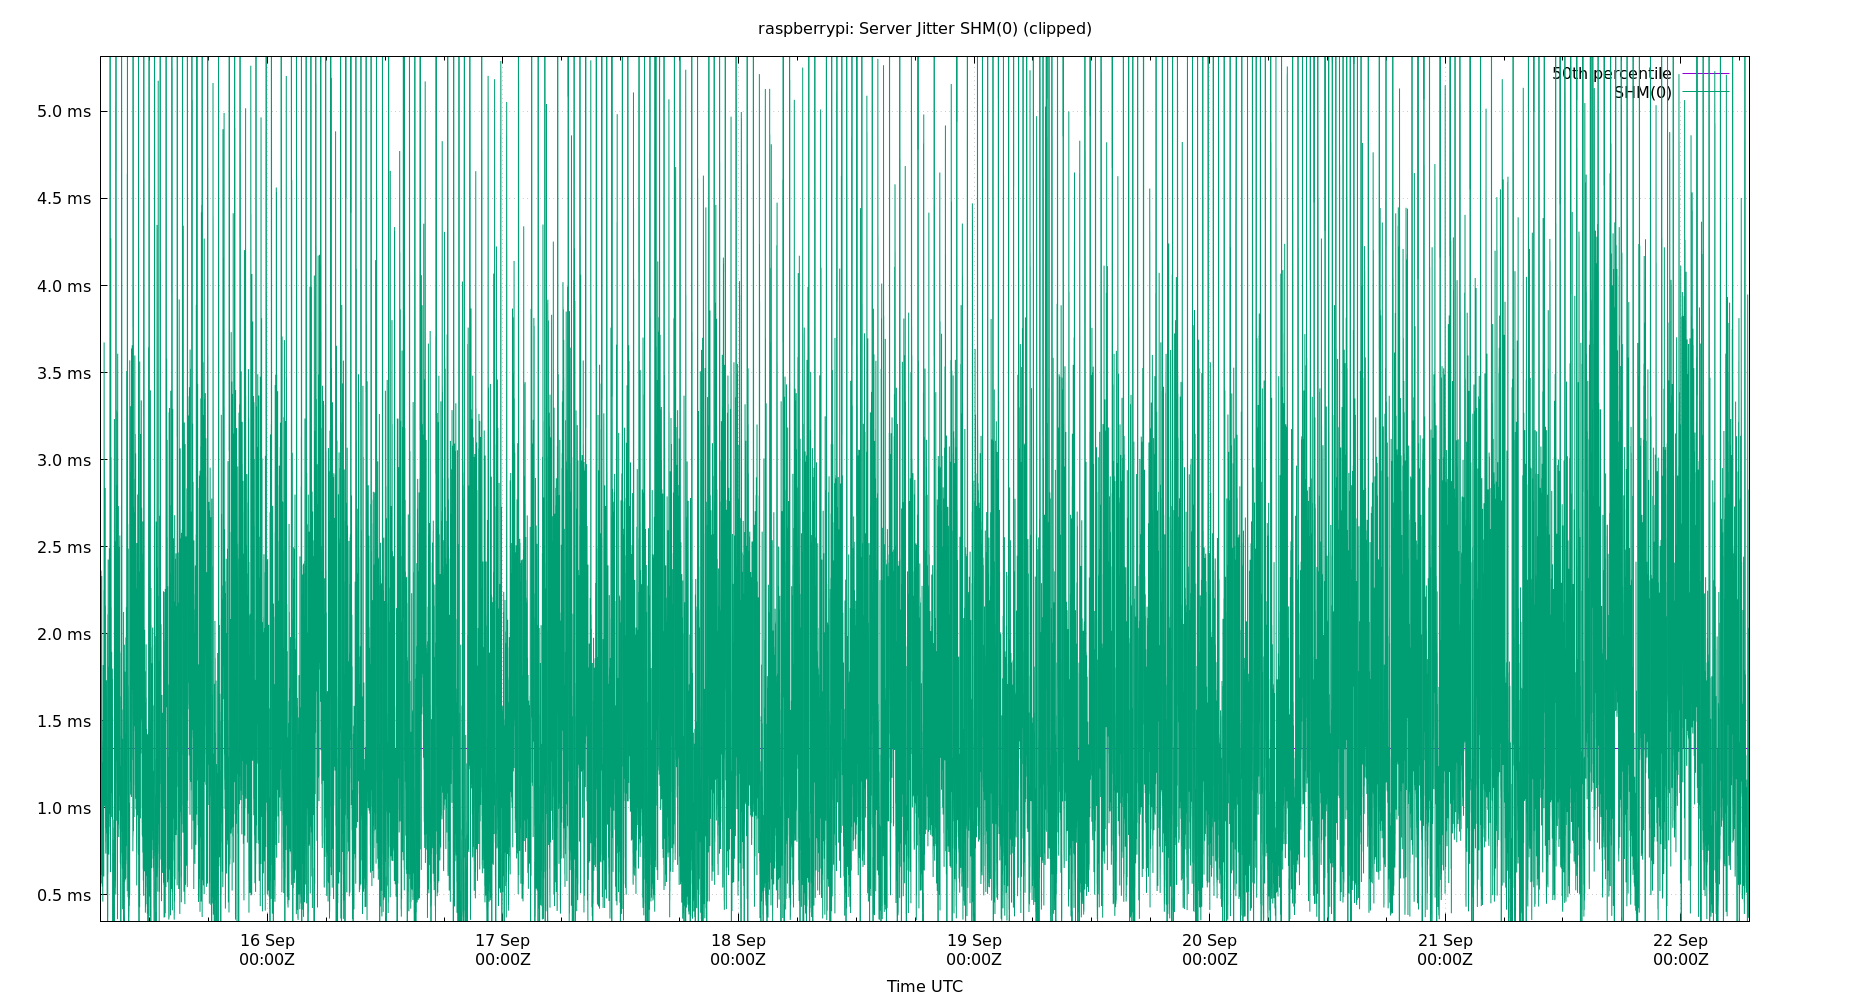 raspberrypi: Server Jitter SHM(0) (clipped)
50th percentile
SHM(0)
5.0 ms
4.5 ms
4.0 ms
3.5 ms
3.0 ms
2.5 ms
2.0 ms
1.5 ms
1.0 ms
0.5 ms
16 Sep 17 Sep 18 Sep 19 Sep 20 Sep 21 Sep 22 Sep
00:00Z 00:00Z 00:00Z 00:00Z 00:00Z 00:00Z 00:00Z
Time UTC